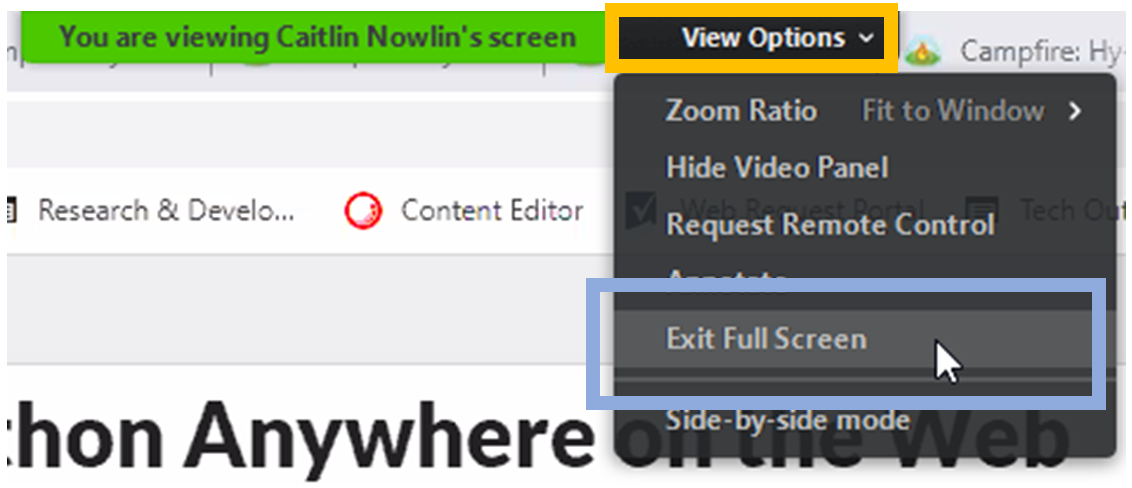 You are viewing Caitlin Nowlin's screen
View Options
Campfire: Hy-
Zoom Ratio Fit to Window
Hide Video Panel
Research & Develo...
Content Editor
Web Request Portal
Tech Out
Request Remote Control
Annotate
Exit Full Screen
Side-by-side mode
thon Anywhere on the Web